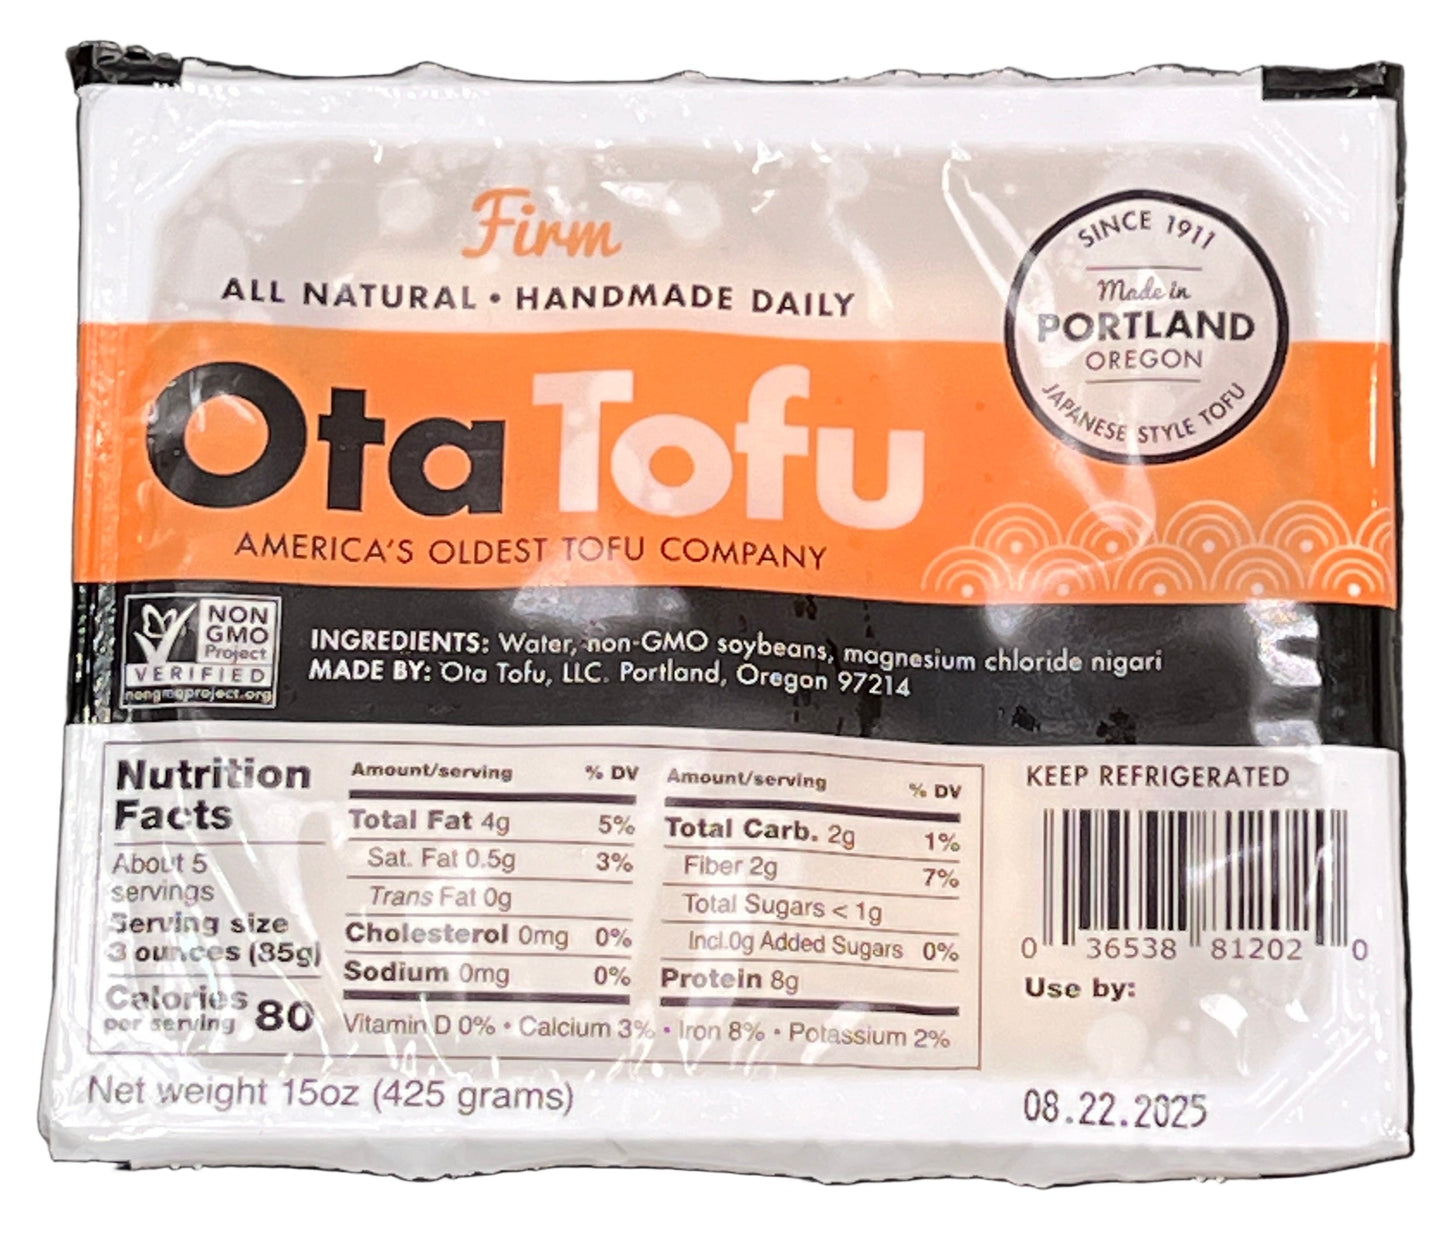 Firm
ALL NATURAL • HANDMADE DAILY
SINCE 1911
Made in
PORTLAND
OREGON
JAPANESE STYLE TOFU
Ota Tofu
AMERICA'S OLDEST TOFU COMPANY
NON
GMO
Project
VERIFIED
nongmoproject.org
INGREDIENTS: Water, non-GMO soybeans, magnesium chloride nigari
MADE BY: Ota Tofu, LLC. Portland, Oregon 97214
Nutrition
Facts
About 5
servings
Serving size
3 ounces (85g)
Calories
per serving 80
Amount/serving % DV
Total Fat 4g 5%
Sat. Fat 0.5g 3%
Trans Fat 0g
Cholesterol 0mg 0%
Sodium 0mg 0%
Amount/serving % DV
Total Carb. 2g 1%
Fiber 2g 7%
Total Sugars < 1g
Incl.0g Added Sugars 0%
Protein 8g
Vitamin D 0% • Calcium 3% • Iron 8% • Potassium 2%
KEEP REFRIGERATED
0 36538 81202 0
Use by:
08.22.2025
Net weight 15oz (425 grams)